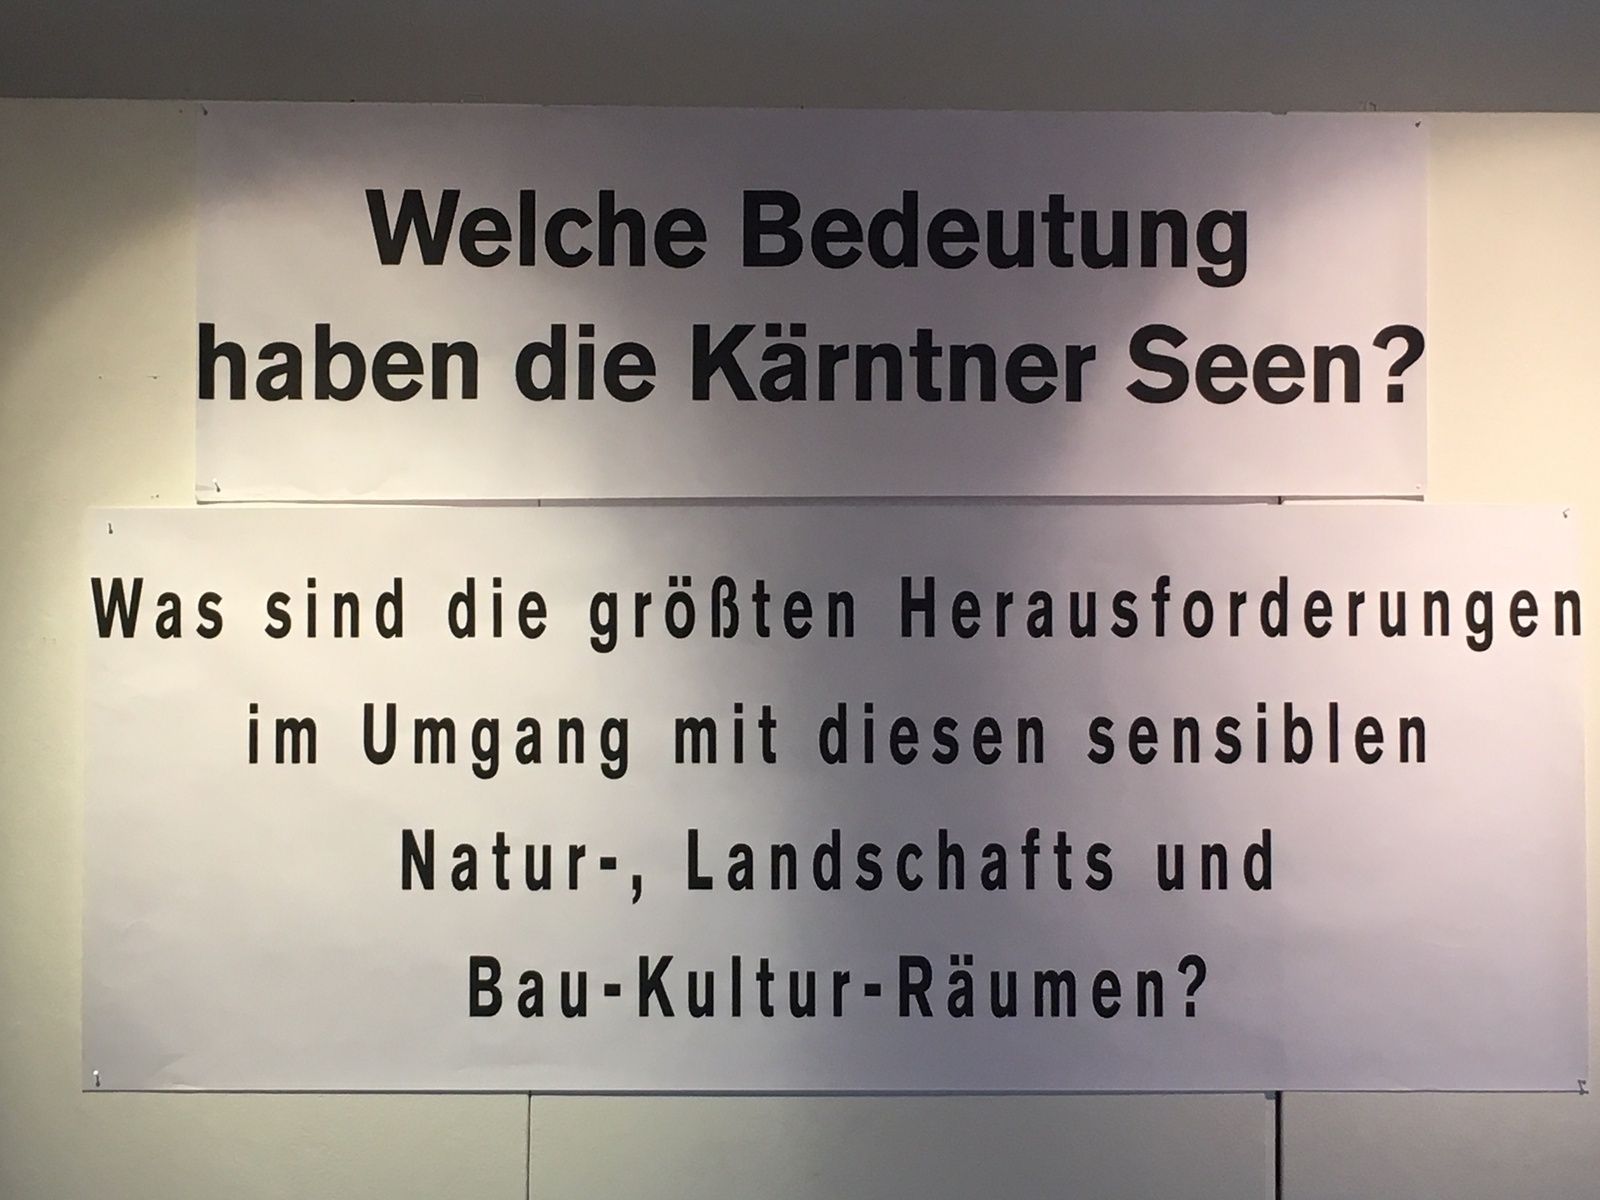 Welche Bedeutung
haben die Kärntner Seen?
Was sind die größten Herausforderungen
im Umgang mit diesen sensiblen
Natur-, Landschafts und
Bau-Kultur-Räumen?